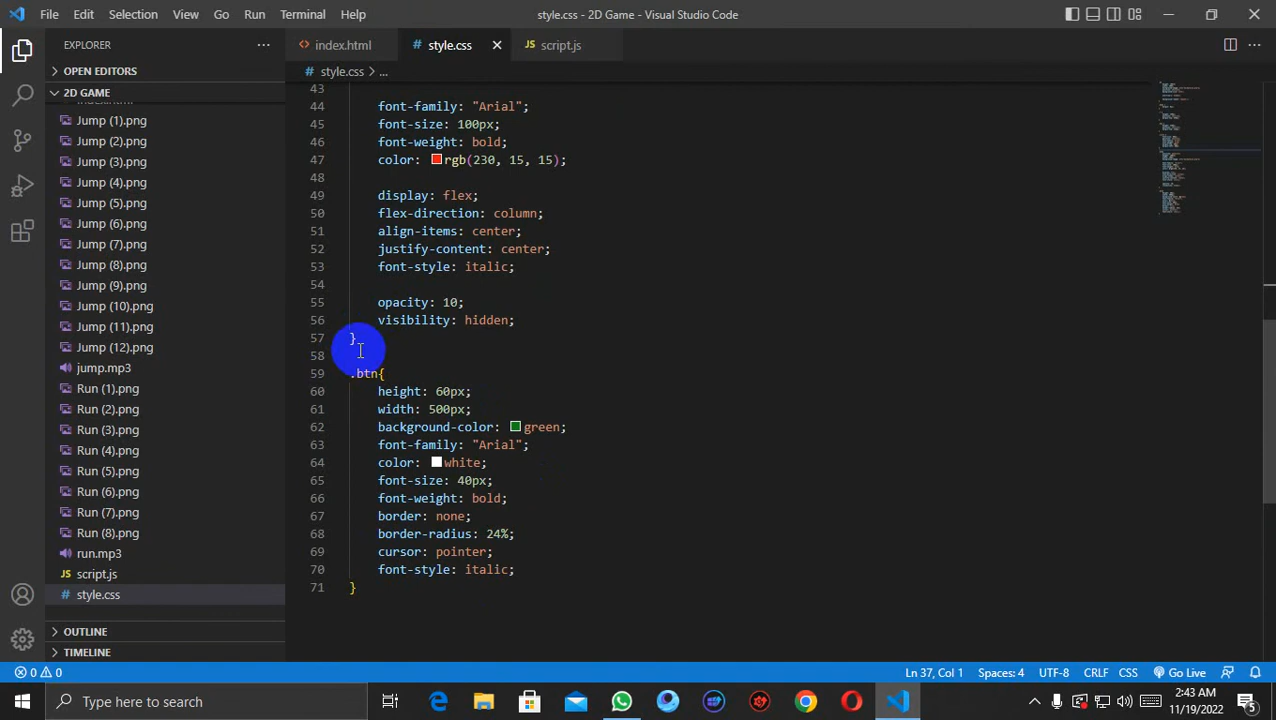 File Edit Selection View Go Run Terminal Help
style.css - 2D Game - Visual Studio Code
EXPLORER
OPEN EDITORS
2D GAME
Jump (1).png
Jump (2).png
Jump (3).png
Jump (4).png
Jump (5).png
Jump (6).png
Jump (7).png
Jump (8).png
Jump (9).png
Jump (10).png
Jump (11).png
Jump (12).png
jump.mp3
Run (1).png
Run (2).png
Run (3).png
Run (4).png
Run (5).png
Run (6).png
Run (7).png
Run (8).png
run.mp3
JS script.js
# style.css
OUTLINE
TIMELINE
<> index.html
# style.css
JS script.js
# style.css > ...
43
44 font-family: "Arial";
45 font-size: 100px;
46 font-weight: bold;
47 color: rgb(230, 15, 15);
48
49 display: flex;
50 flex-direction: column;
51 align-items: center;
52 justify-content: center;
53 font-style: italic;
54
55 opacity: 10;
56 visibility: hidden;
57 }
58
59 .btn{
60 height: 60px;
61 width: 500px;
62 background-color: green;
63 font-family: "Arial";
64 color: white;
65 font-size: 40px;
66 font-weight: bold;
67 border: none;
68 border-radius: 24%;
69 cursor: pointer;
70 font-style: italic;
71 }
0 0
Ln 37, Col 1 Spaces: 4 UTF-8 CRLF CSS Go Live
Type here to search
2:43 AM
11/19/2022
5